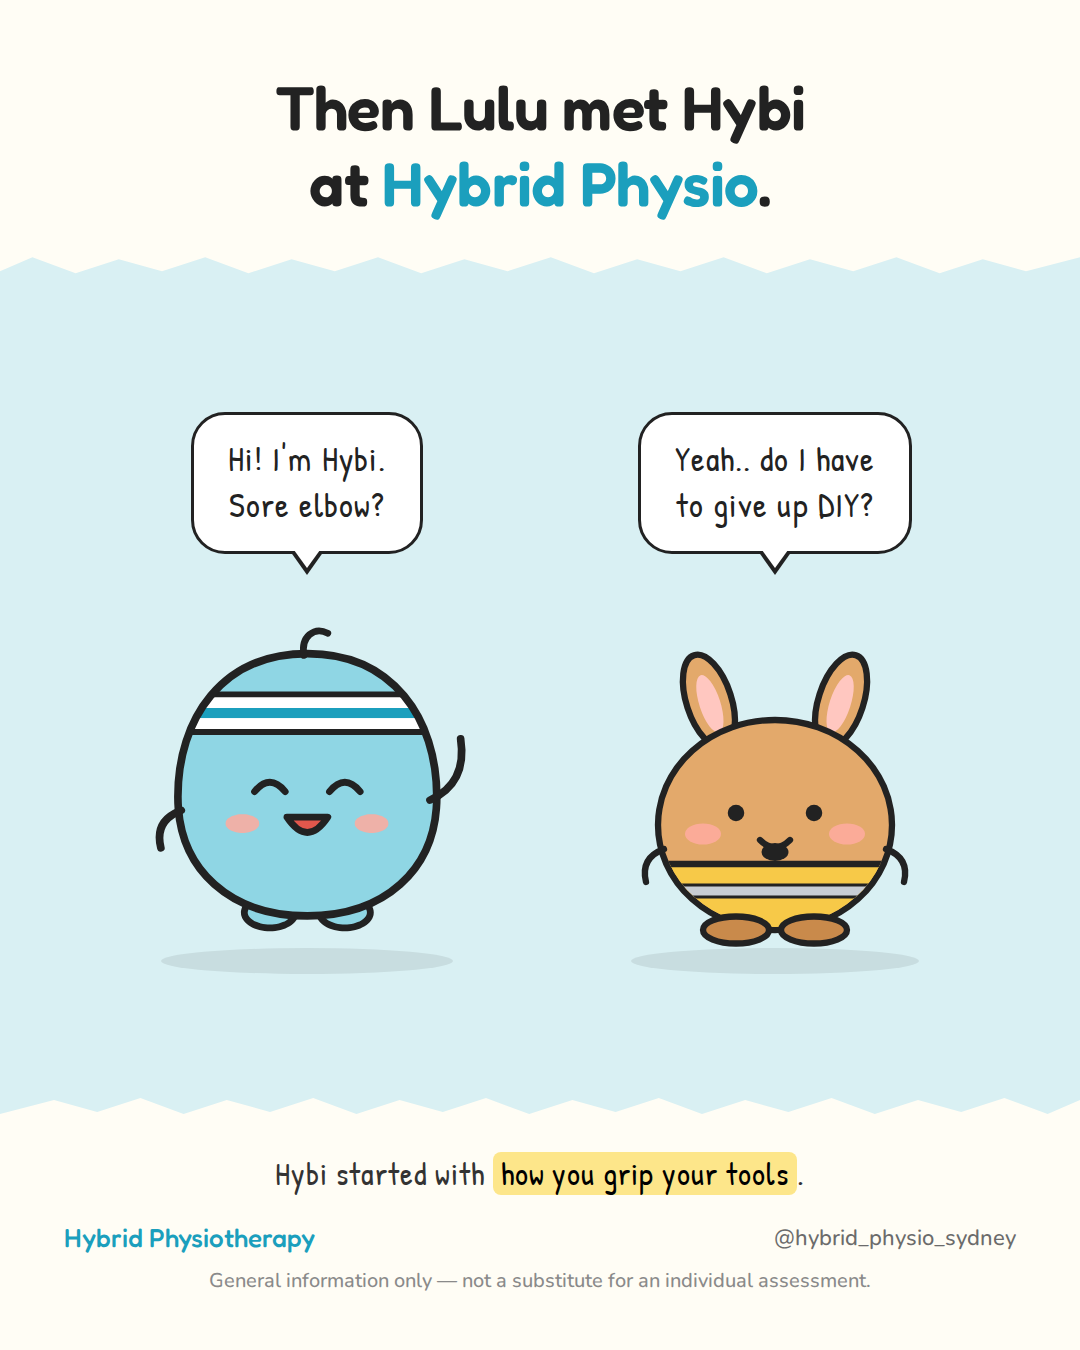 Then Lulu met Hybi
at Hybrid Physio.
Hi! I'm Hybi.
Sore elbow?
Yeah.. do I have
to give up DIY?
Hybi started with how you grip your tools.
Hybrid Physiotherapy
@hybrid_physio_sydney
General information only — not a substitute for an individual assessment.